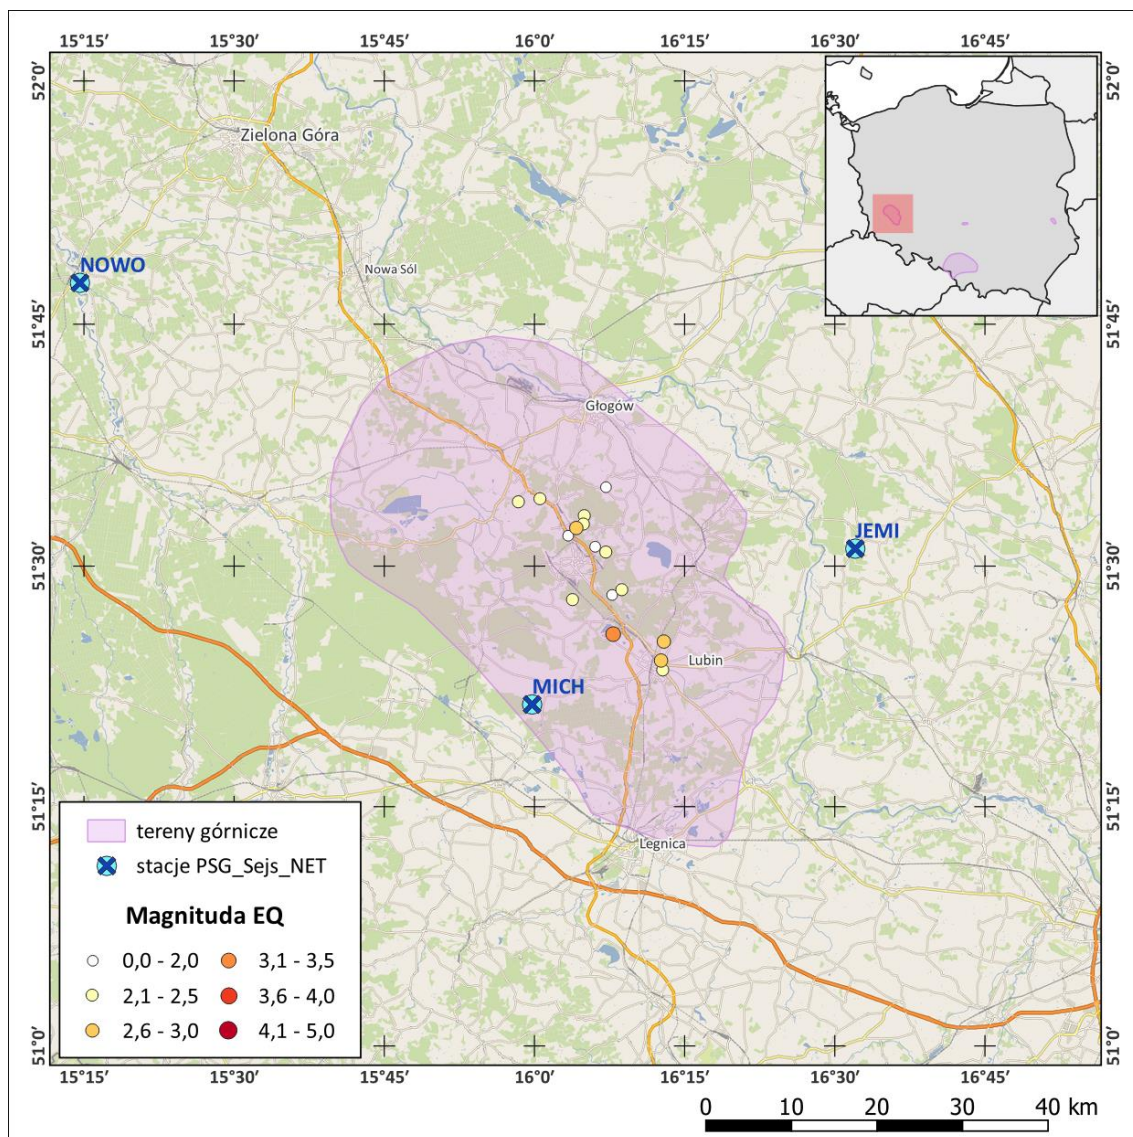 15°15′ 15°30′ 15°45′ 16°0′ 16°15′ 16°30′ 16°45′
52°0′
52°0′
Zielona Góra
NOWO
Nowa Sól
51°45′
51°45′
Głogów
JEMI
51°30′
51°30′
Lubin
MICH
51°15′
51°15′
tereny górnicze
Legnica
stacje PSG_Sejs_NET
Magnituda EQ
0,0 - 2,0 3,1 - 3,5
2,1 - 2,5 3,6 - 4,0
2,6 - 3,0 4,1 - 5,0
51°0′
51°0′
15°15′ 15°30′ 15°45′ 16°0′ 16°15′ 16°30′ 16°45′
0 10 20 30 40 km